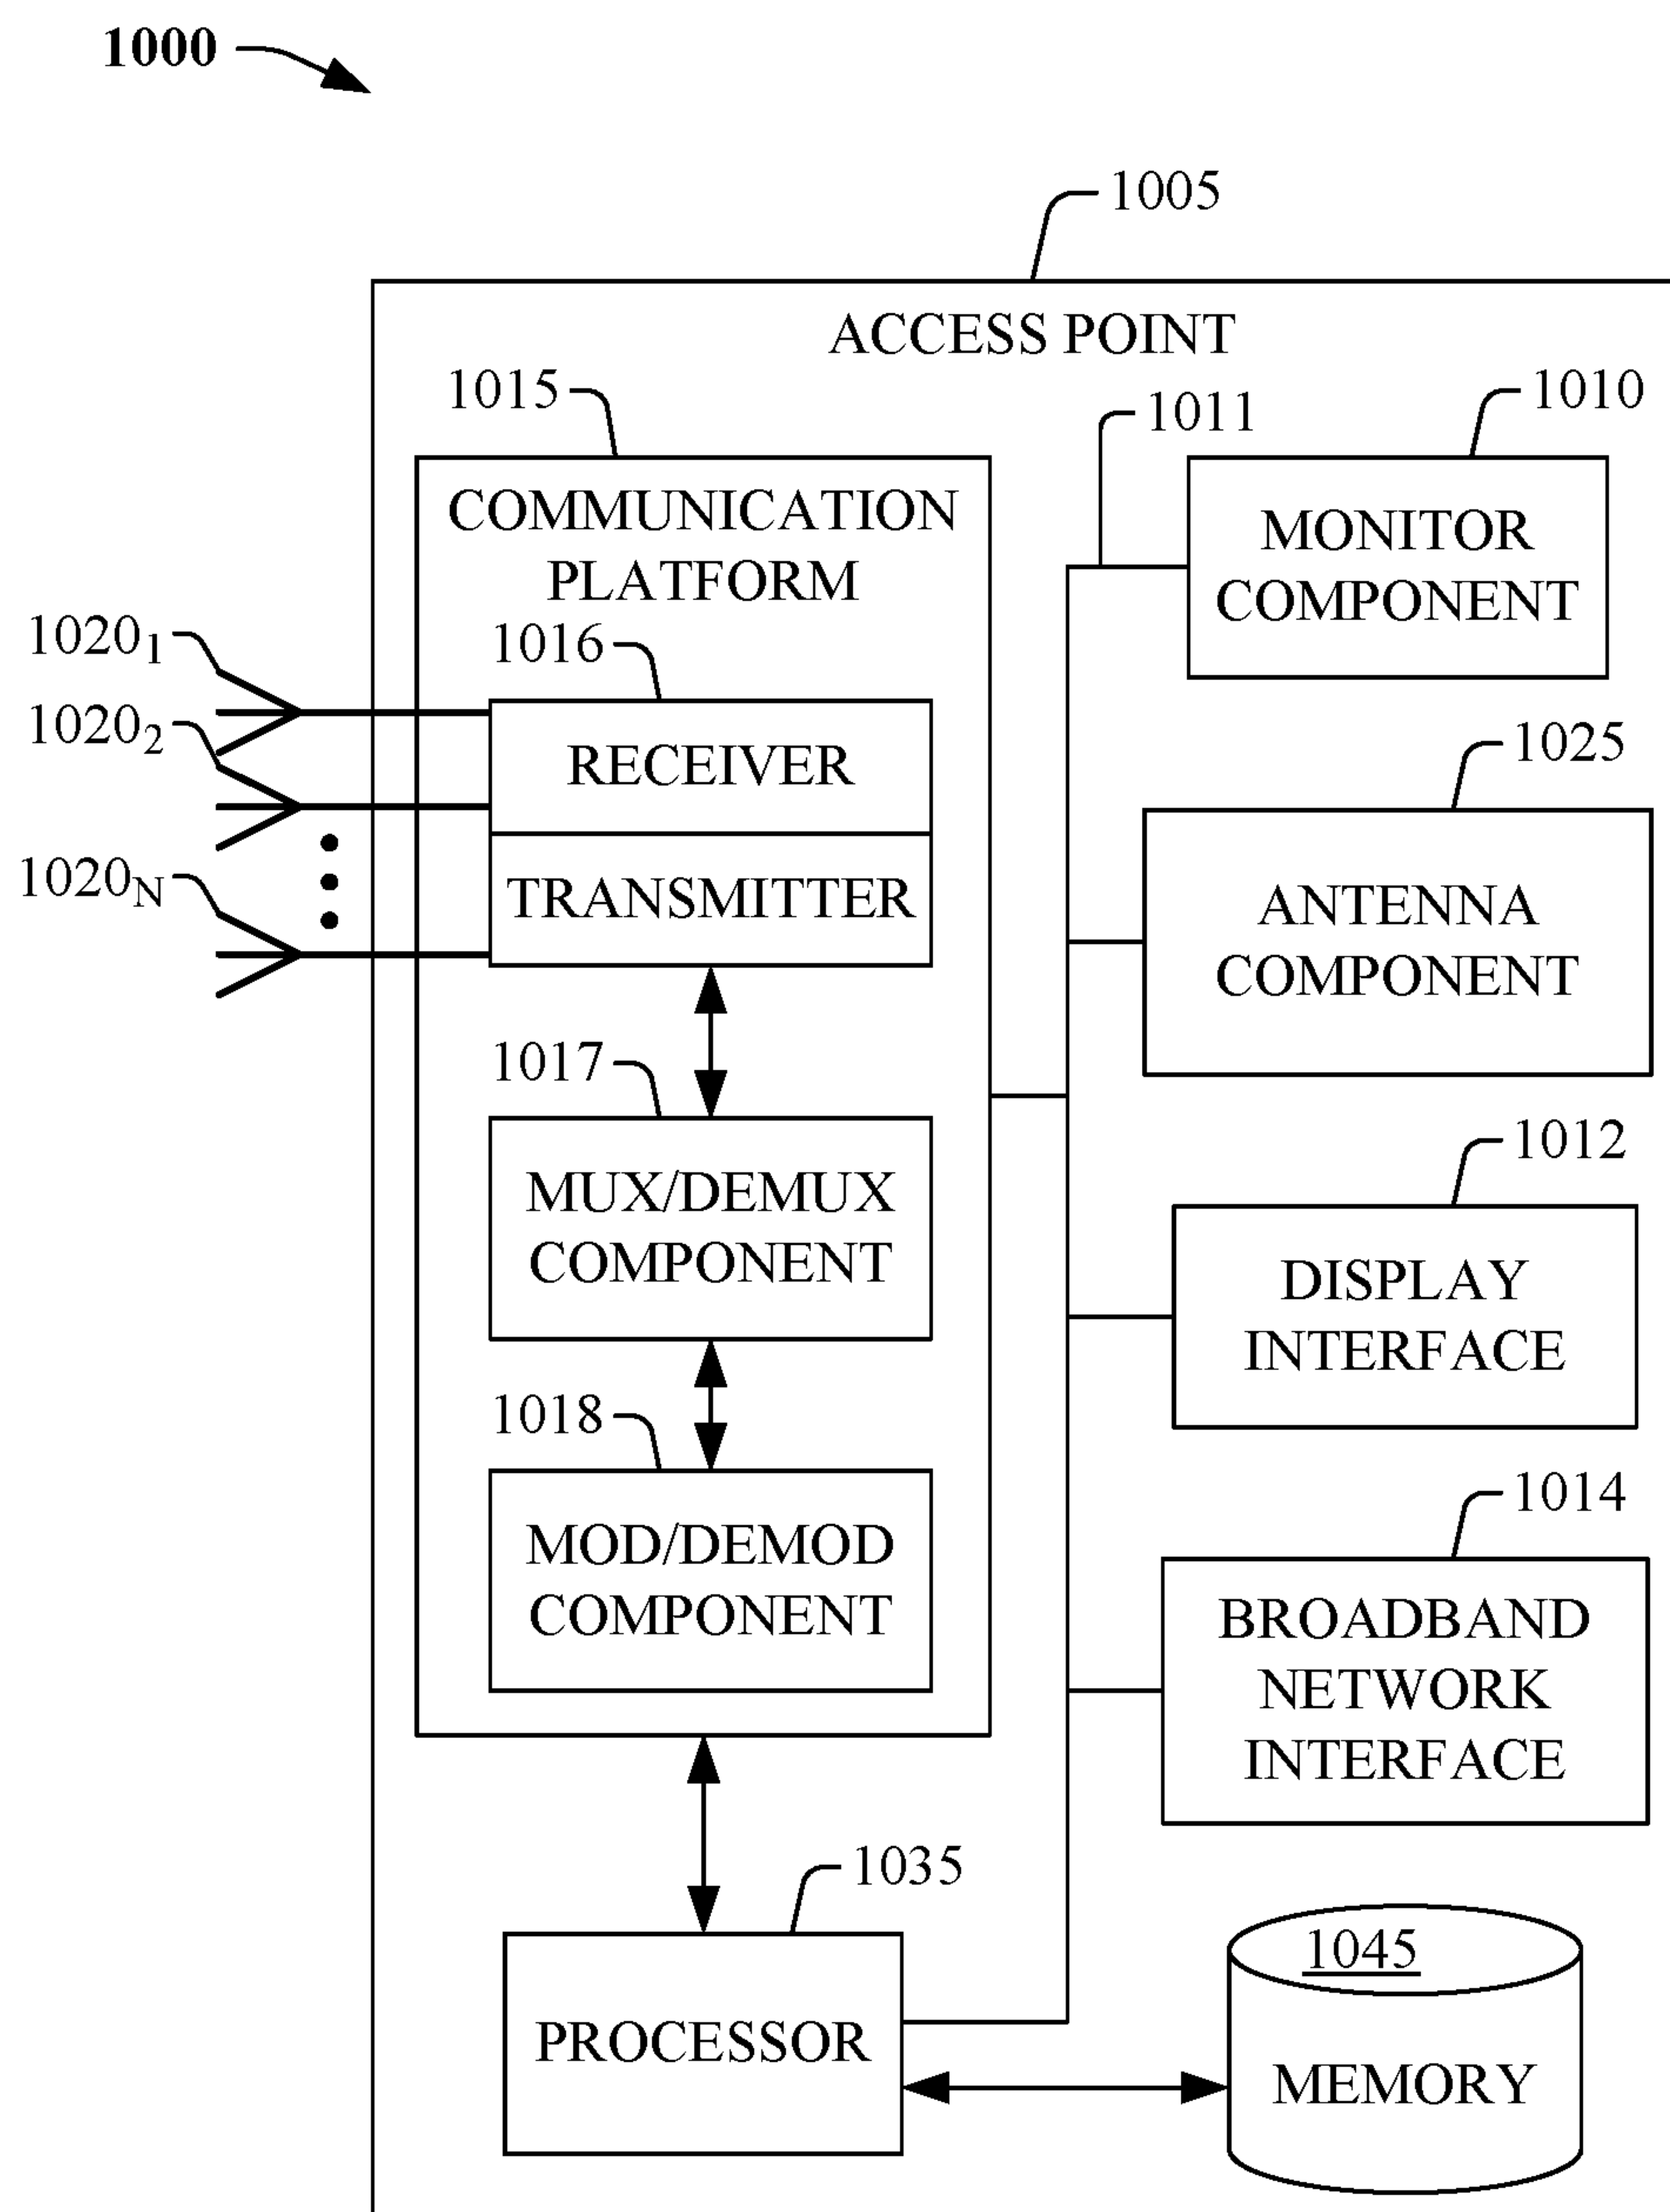 1000
1005
ACCESS POINT
1015
1011
1010
COMMUNICATION
PLATFORM
MONITOR
COMPONENT
1020₁
1016
1020₂
RECEIVER
1025
1020N
TRANSMITTER
ANTENNA
COMPONENT
1017
MUX/DEMUX
COMPONENT
1012
DISPLAY
INTERFACE
1018
MOD/DEMOD
COMPONENT
1014
BROADBAND
NETWORK
INTERFACE
1035
PROCESSOR
1045
MEMORY